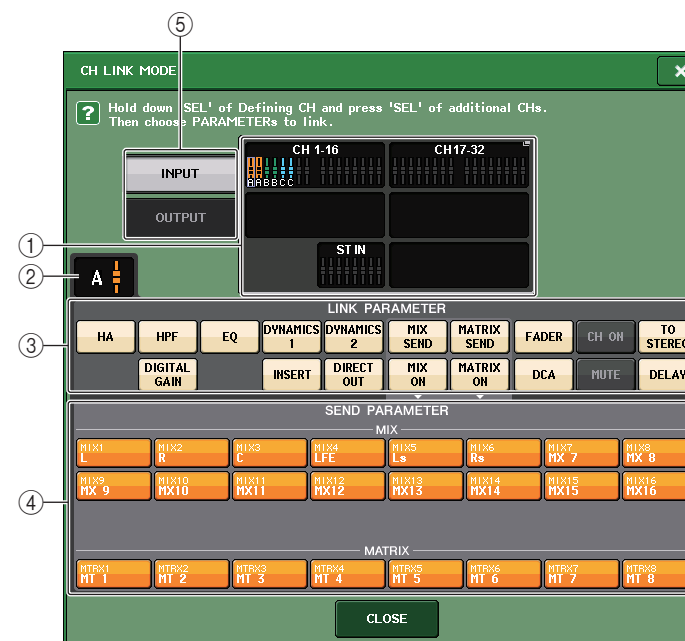 ⑤
CH LINK MODE
×
? Hold down 'SEL' of Defining CH and press 'SEL' of additional CHs.
Then choose PARAMETERs to link.
INPUT
OUTPUT
CH 1-16
CH17-32
AABBCC
ST IN
①
②
A
LINK PARAMETER
③
HA
HPF
EQ
DYNAMICS 1
DYNAMICS 2
MIX SEND
MATRIX SEND
FADER
CH ON
TO STEREO
DIGITAL GAIN
INSERT
DIRECT OUT
MIX ON
MATRIX ON
DCA
MUTE
DELAY
SEND PARAMETER
MIX
④
MIX1 L
MIX2 R
MIX3 C
MIX4 LFE
MIX5 Ls
MIX6 Rs
MIX7 MX 7
MIX8 MX 8
MIX9 MX 9
MIX10 MX10
MIX11 MX11
MIX12 MX12
MIX13 MX13
MIX14 MX14
MIX15 MX15
MIX16 MX16
MATRIX
MTRX1 MT 1
MTRX2 MT 2
MTRX3 MT 3
MTRX4 MT 4
MTRX5 MT 5
MTRX6 MT 6
MTRX7 MT 7
MTRX8 MT 8
CLOSE